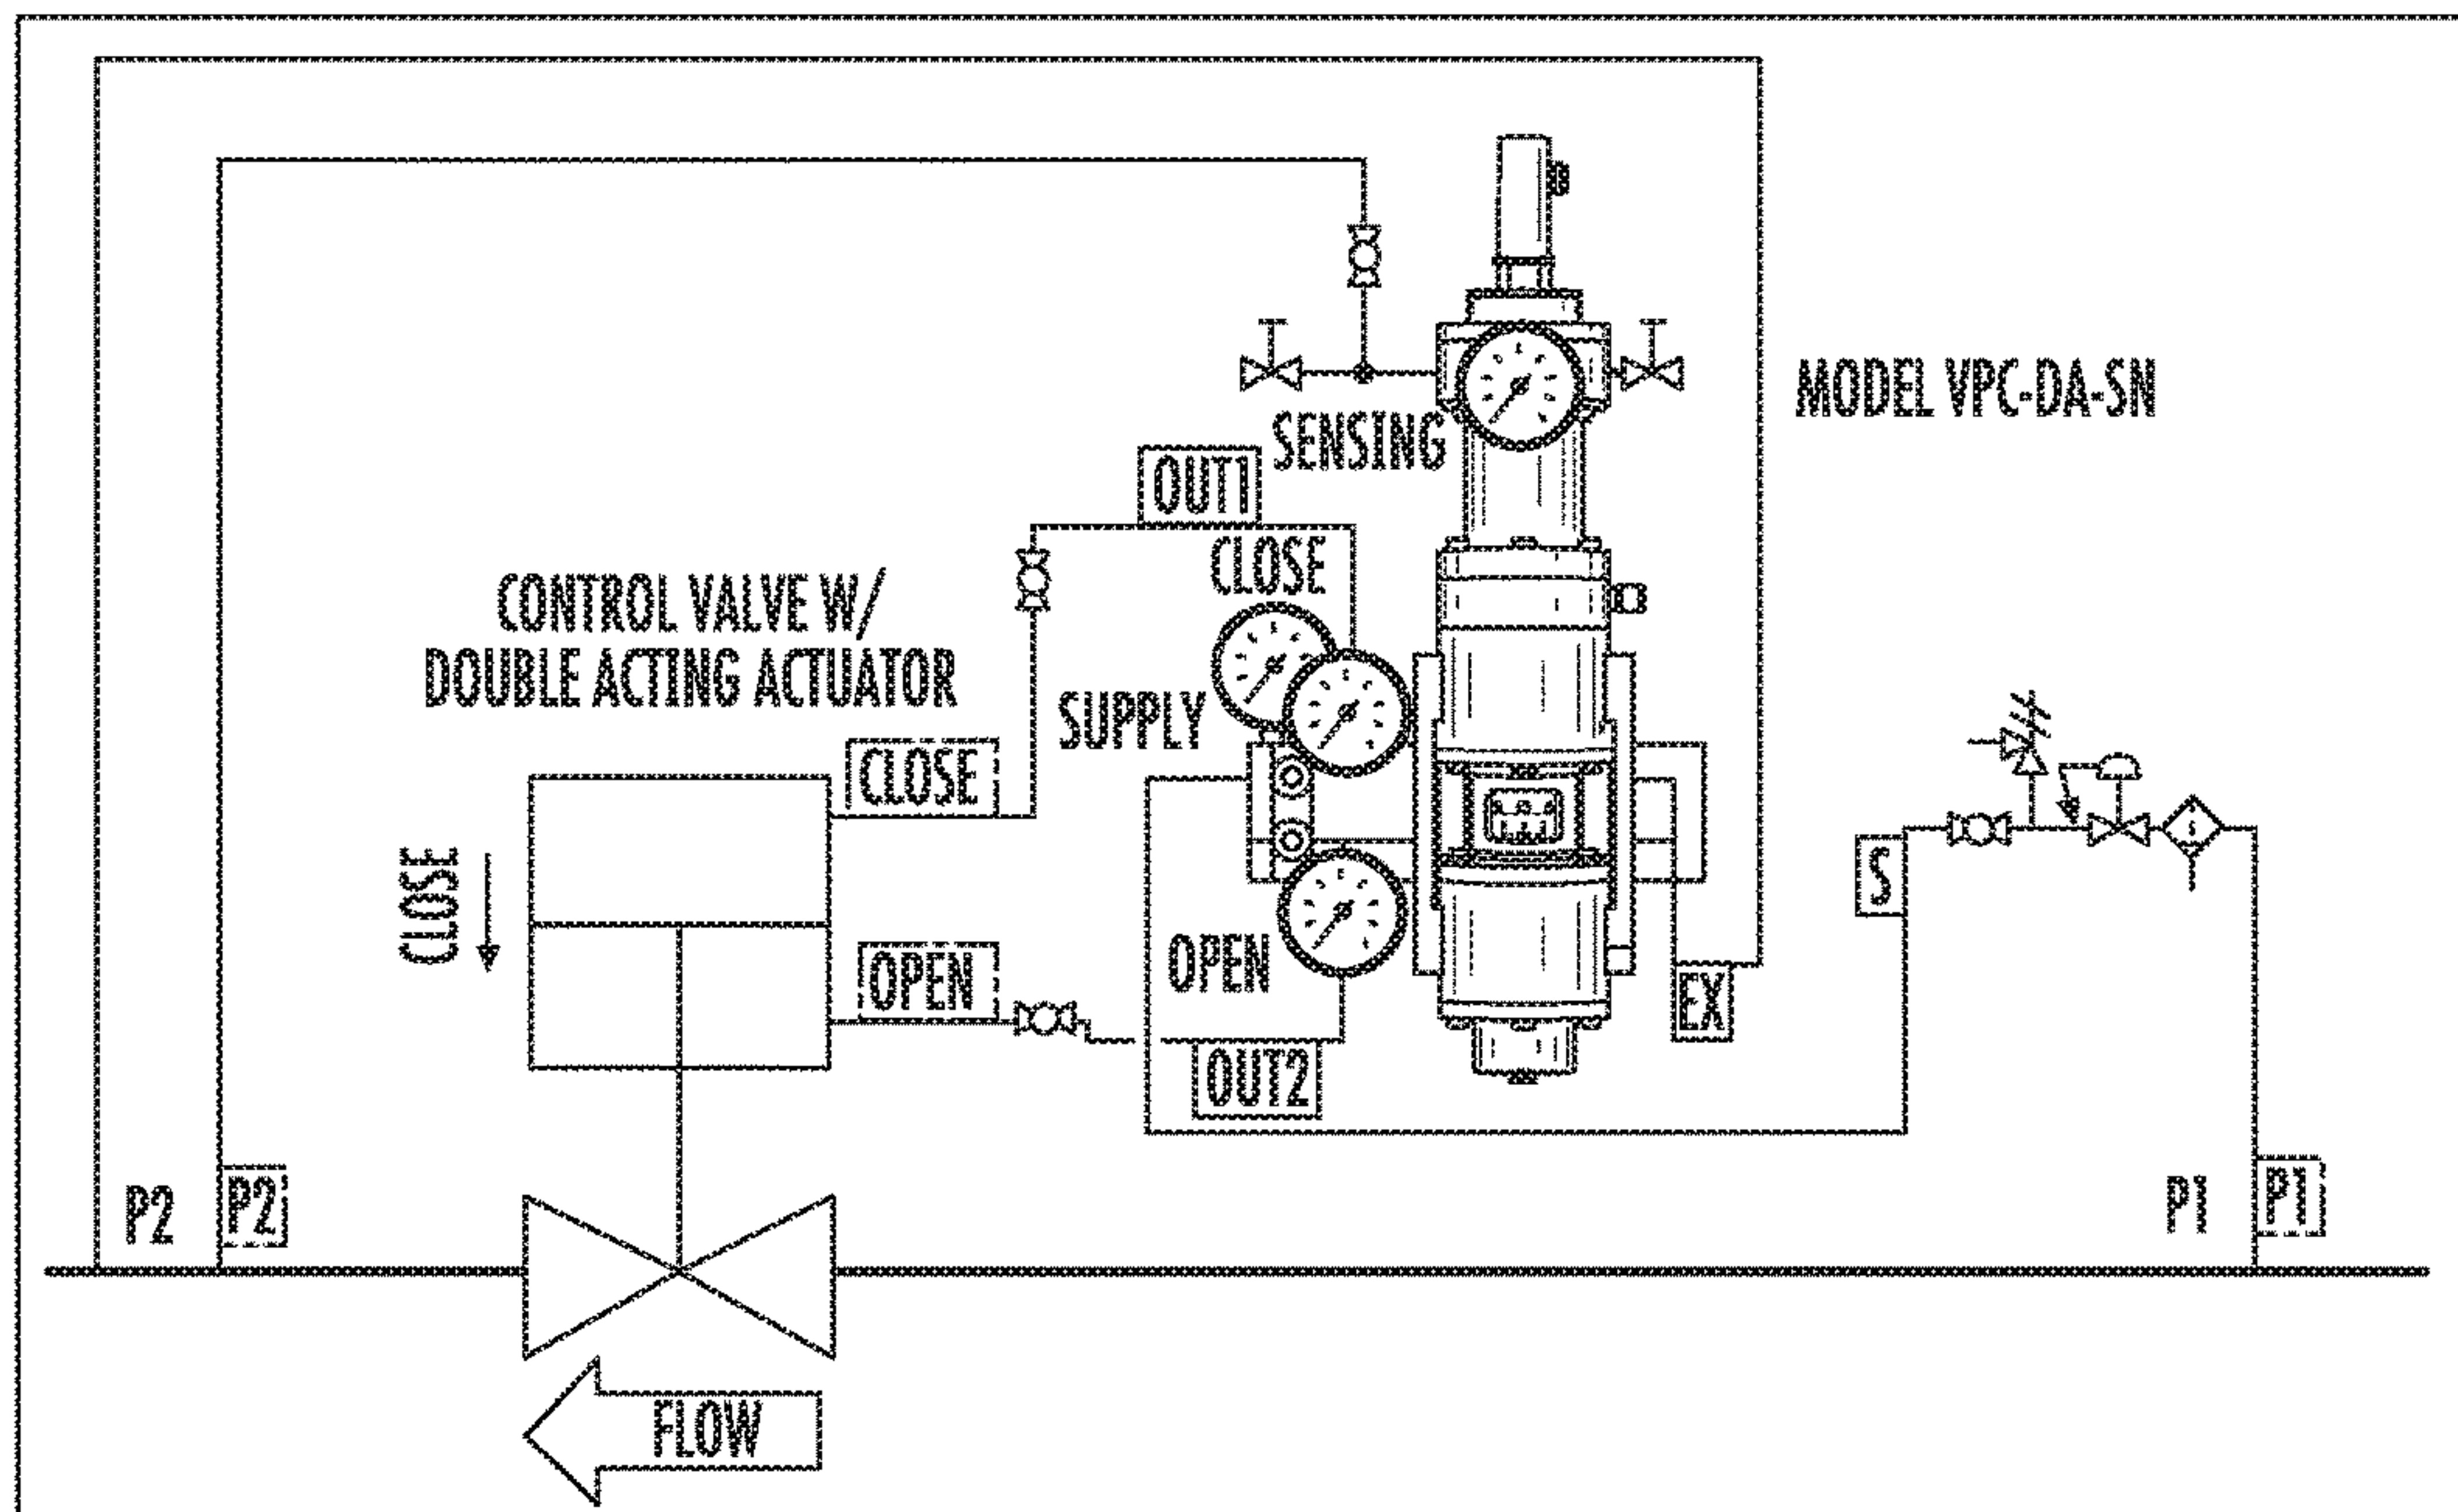 MODEL VPC-DA-SN
SENSING
OUT1
CLOSE
CONTROL VALVE W/
DOUBLE ACTING ACTUATOR
SUPPLY
CLOSE
CLOSE
OPEN
OPEN
OUT2
EX
S
P2
P2
P1
P1
FLOW